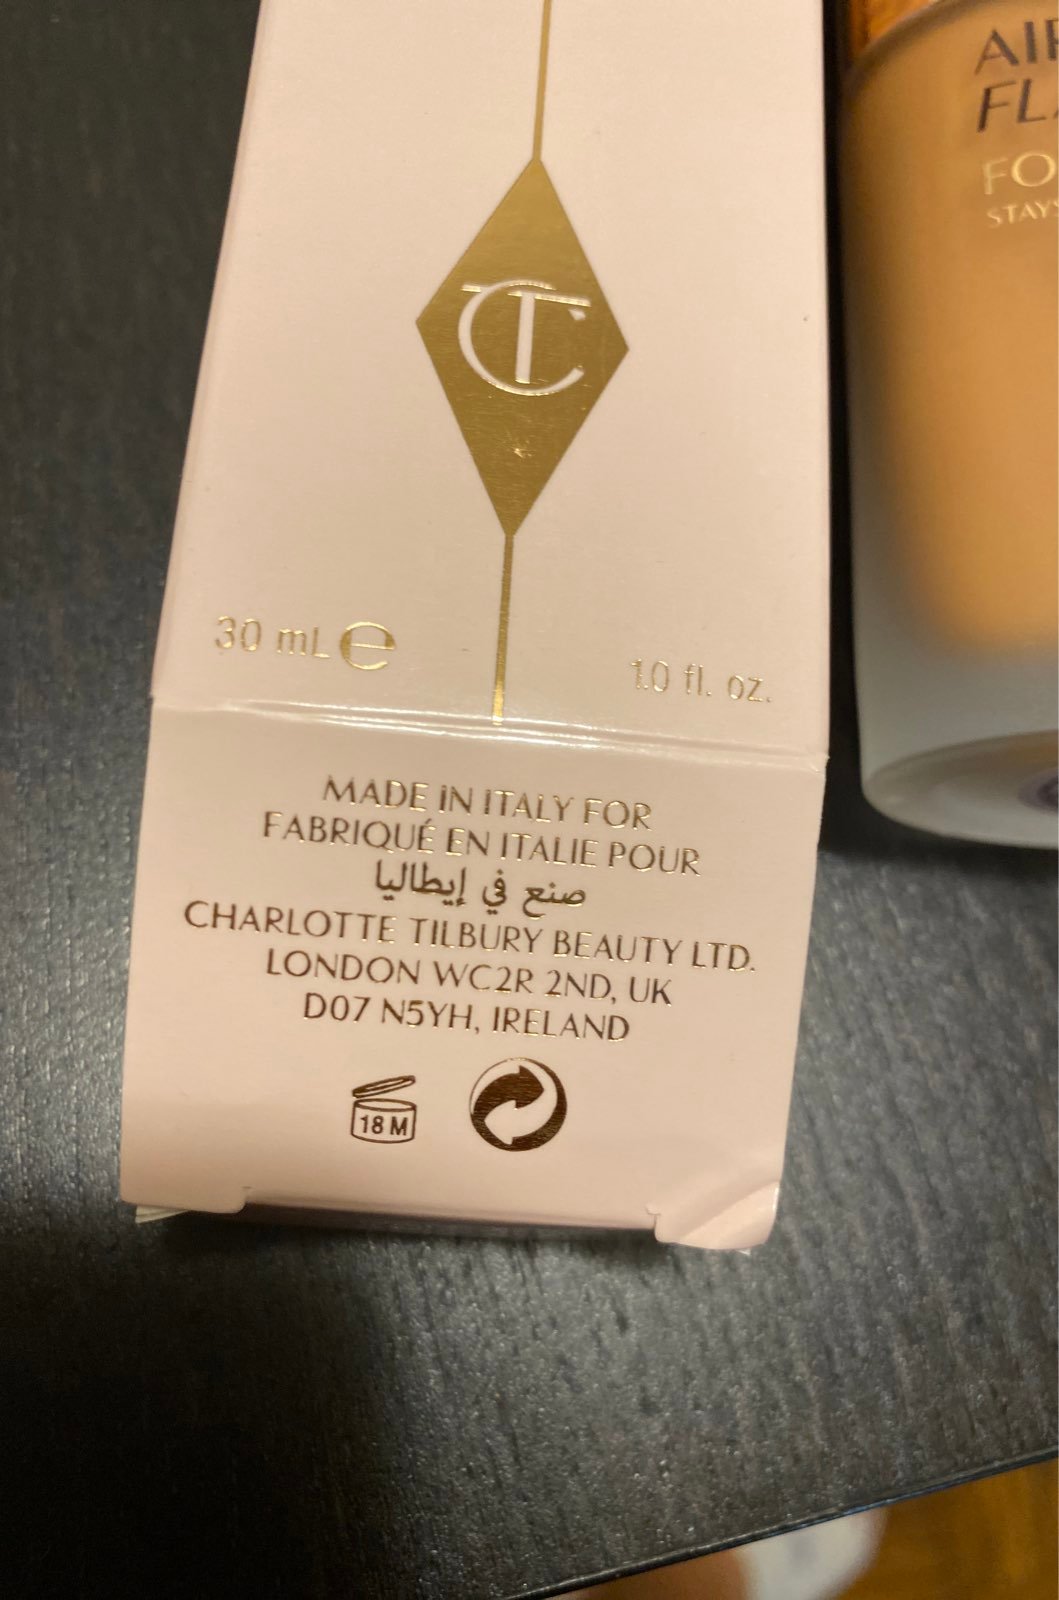 CT
30 mL ℮
1.0 fl. oz.
MADE IN ITALY FOR
FABRIQUÉ EN ITALIE POUR
صنع في إيطاليا
CHARLOTTE TILBURY BEAUTY LTD.
LONDON WC2R 2ND, UK
D07 N5YH, IRELAND
18 M
AI
FL
FO
STAYS